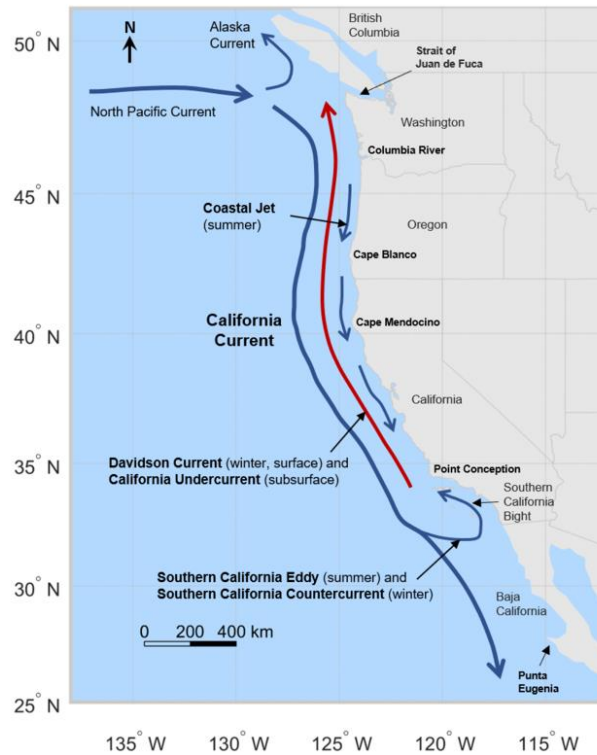 N
50° N
45° N
40° N
35° N
30° N
25° N
135 °W
130 °W
125 °W
120 °W
115 °W
Alaska
Current
British
Columbia
Strait of
Juan de Fuca
North Pacific Current
Washington
Columbia River
Coastal Jet
(summer)
Oregon
Cape Blanco
California
Current
Cape Mendocino
California
Davidson Current (winter, surface) and
California Undercurrent (subsurface)
Point Conception
Southern
California
Bight
Southern California Eddy (summer) and
Southern California Countercurrent (winter)
Baja
California
0 200 400 km
Punta
Eugenia